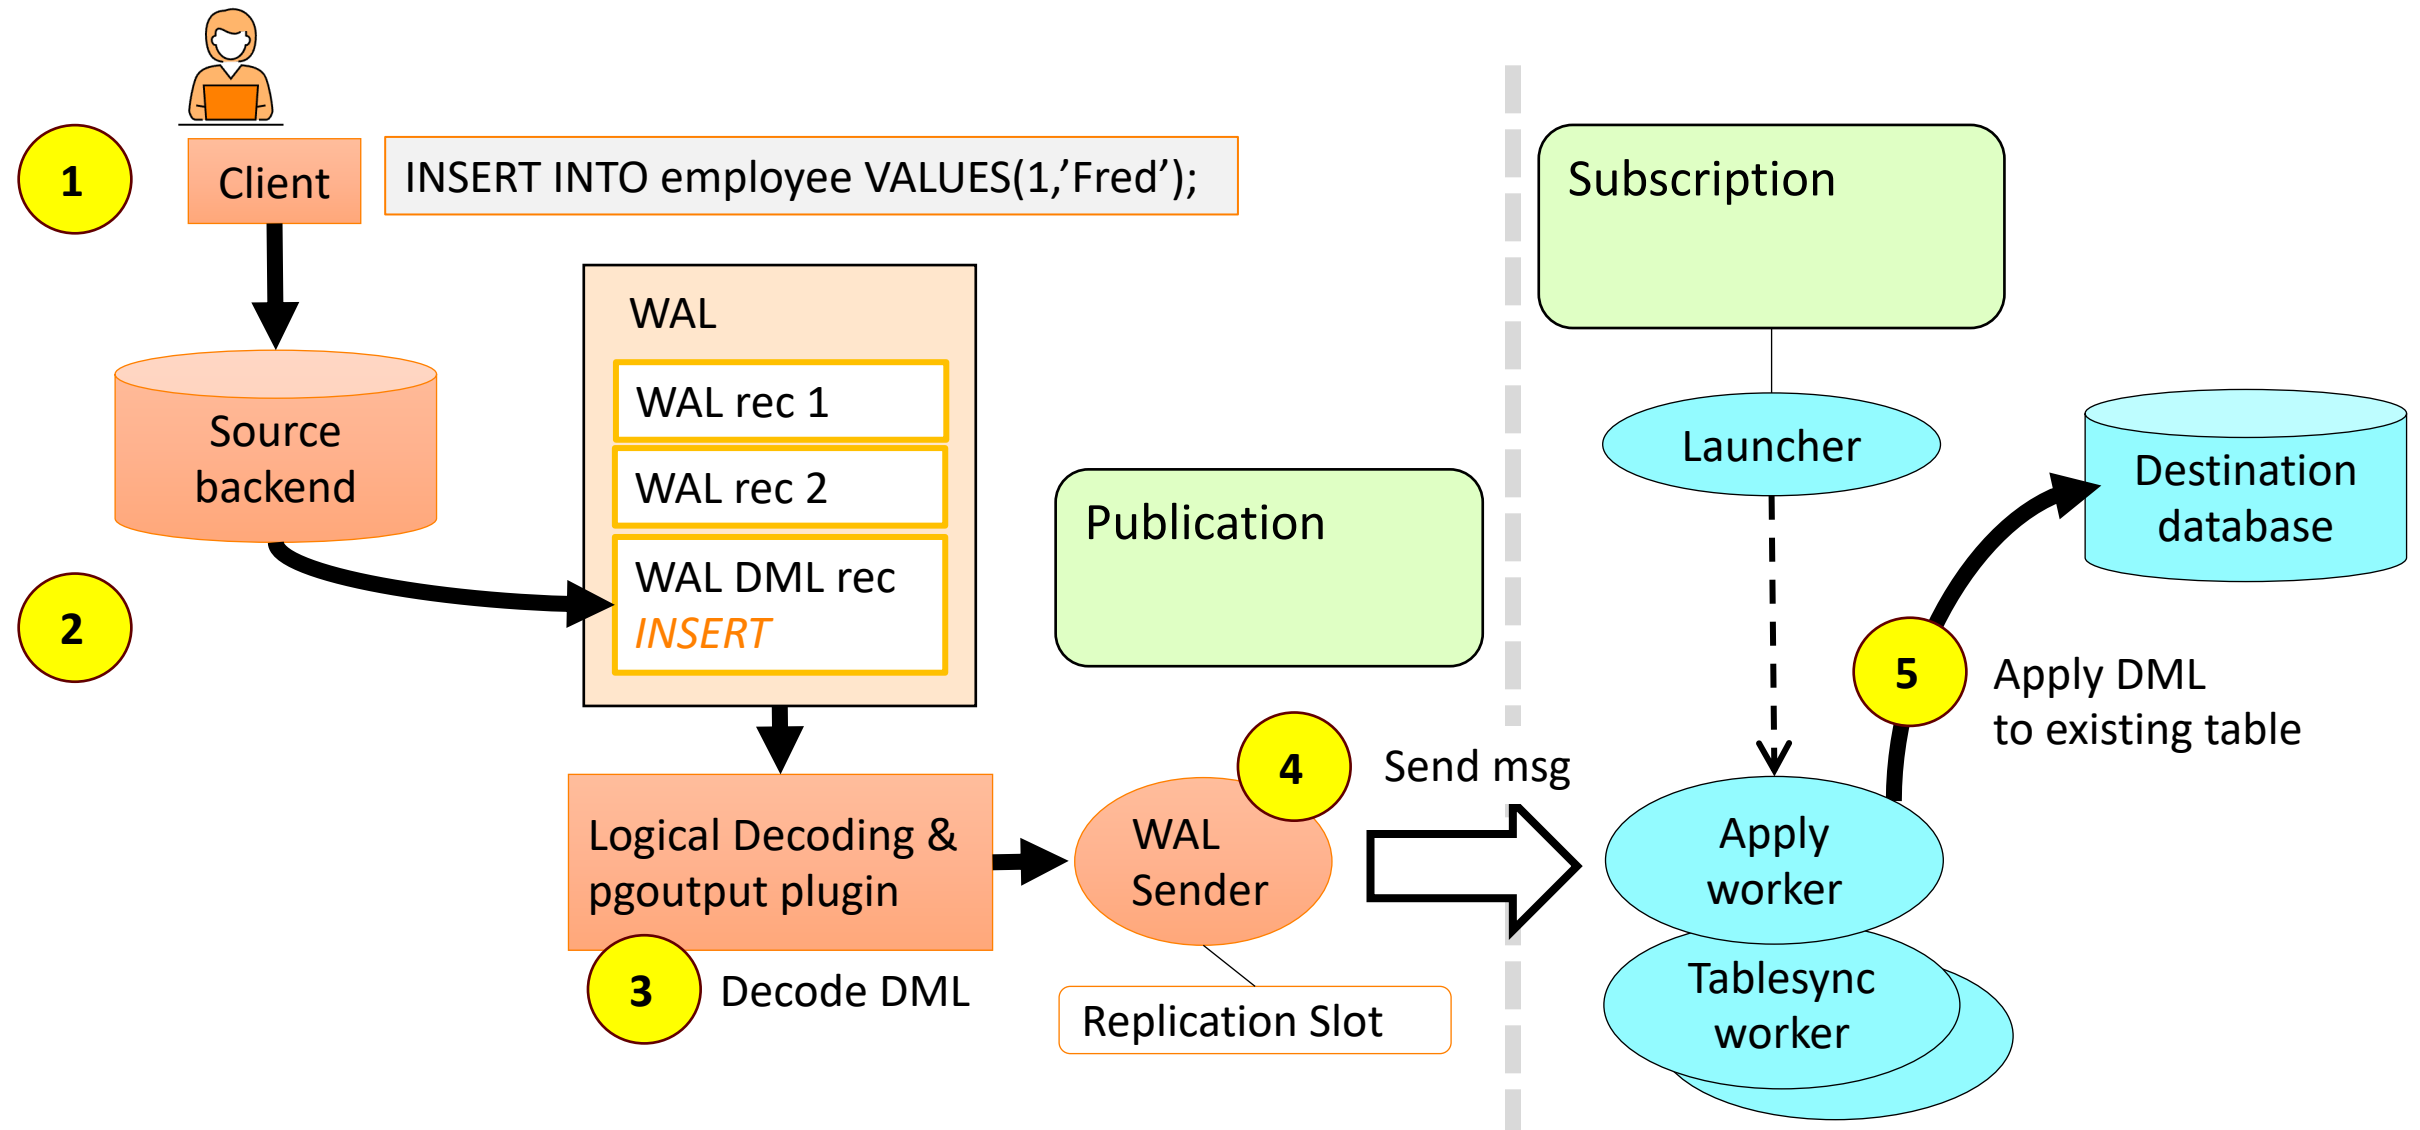 1
Client
INSERT INTO employee VALUES(1,’Fred’);
Source
backend
2
WAL
WAL rec 1
WAL rec 2
WAL DML rec
INSERT
Publication
Logical Decoding &
pgoutput plugin
3
Decode DML
WAL
Sender
4
Send msg
Replication Slot
Subscription
Launcher
Apply
worker
Tablesync
worker
5
Apply DML
to existing table
Destination
database